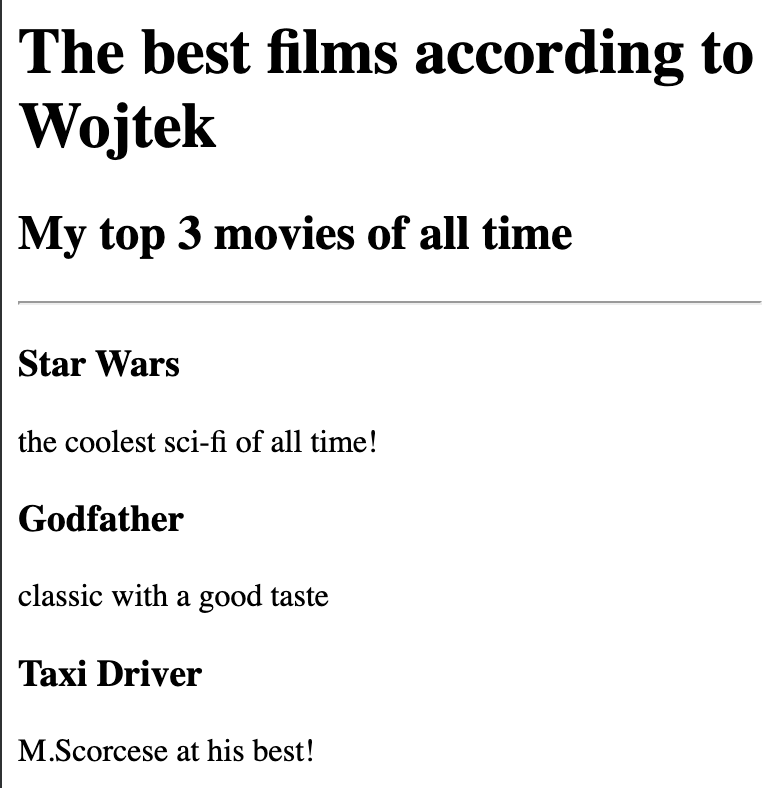 The best films according to
Wojtek
My top 3 movies of all time
Star Wars
the coolest sci-fi of all time!
Godfather
classic with a good taste
Taxi Driver
M.Scorcese at his best!